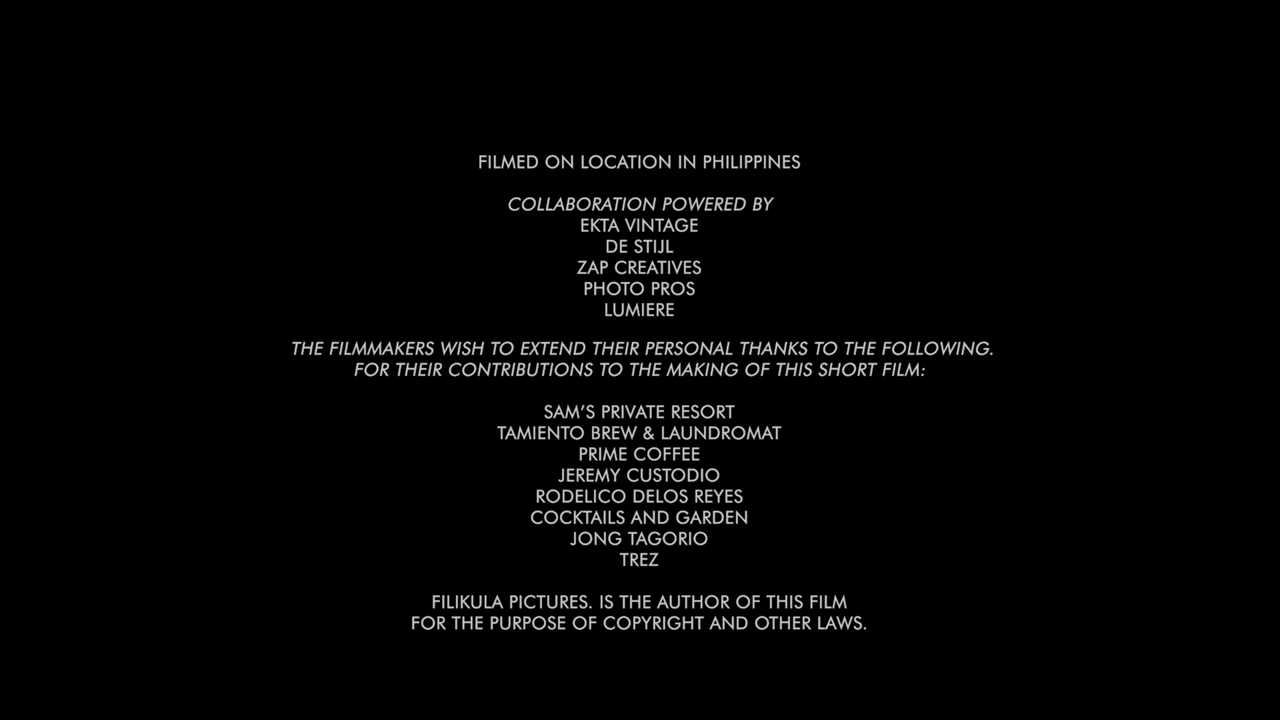 FILMED ON LOCATION IN PHILIPPINES
COLLABORATION POWERED BY
EKTA VINTAGE
DE STIJL
ZAP CREATIVES
PHOTO PROS
LUMIERE
THE FILMMAKERS WISH TO EXTEND THEIR PERSONAL THANKS TO THE FOLLOWING.
FOR THEIR CONTRIBUTIONS TO THE MAKING OF THIS SHORT FILM:
SAM'S PRIVATE RESORT
TAMIENTO BREW & LAUNDROMAT
PRIME COFFEE
JEREMY CUSTODIO
RODELICO DELOS REYES
COCKTAILS AND GARDEN
JONG TAGORIO
TREZ
FILIKULA PICTURES. IS THE AUTHOR OF THIS FILM
FOR THE PURPOSE OF COPYRIGHT AND OTHER LAWS.